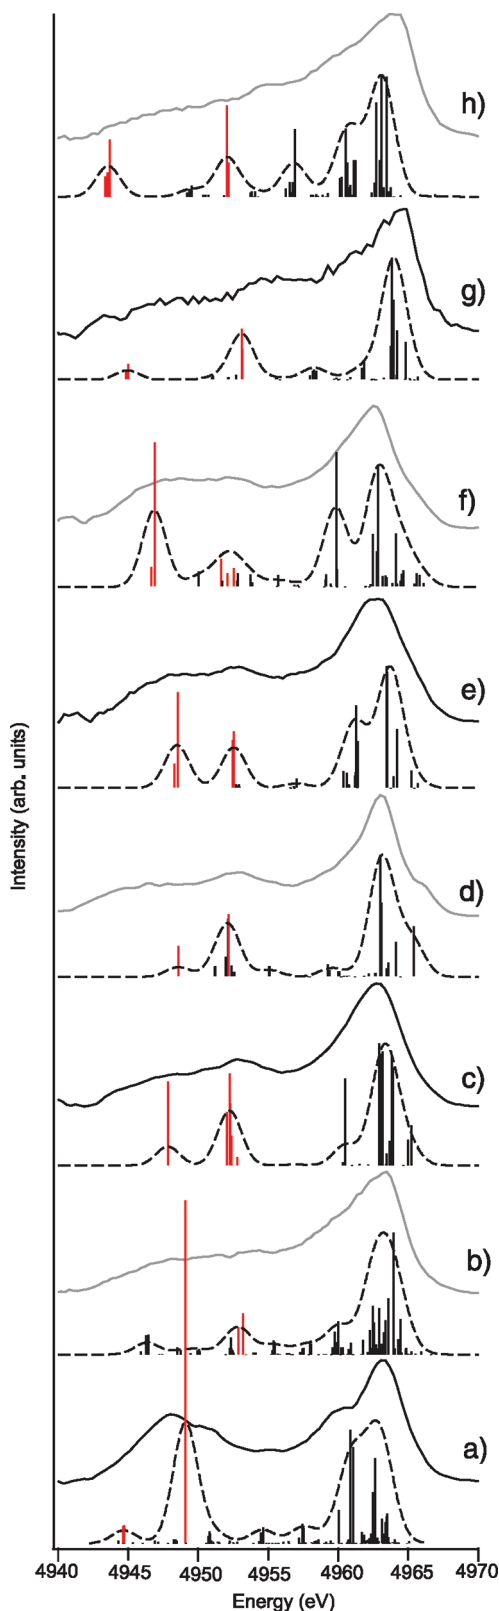 h)
g)
f)
e)
Intensity (arb. units)
d)
c)
b)
a)
4940 4945 4950 4955 4960 4965 4970
Energy (eV)